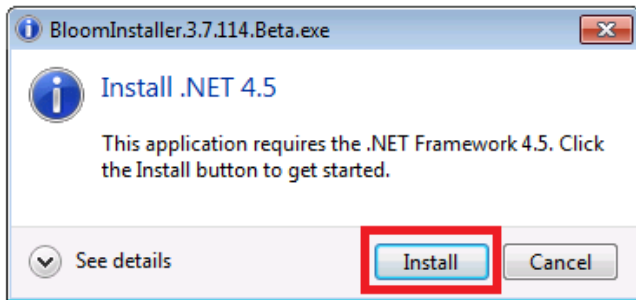 BloomInstaller.3.7.114.Beta.exe
Install .NET 4.5
This application requires the .NET Framework 4.5. Click
the Install button to get started.
See details
Install
Cancel